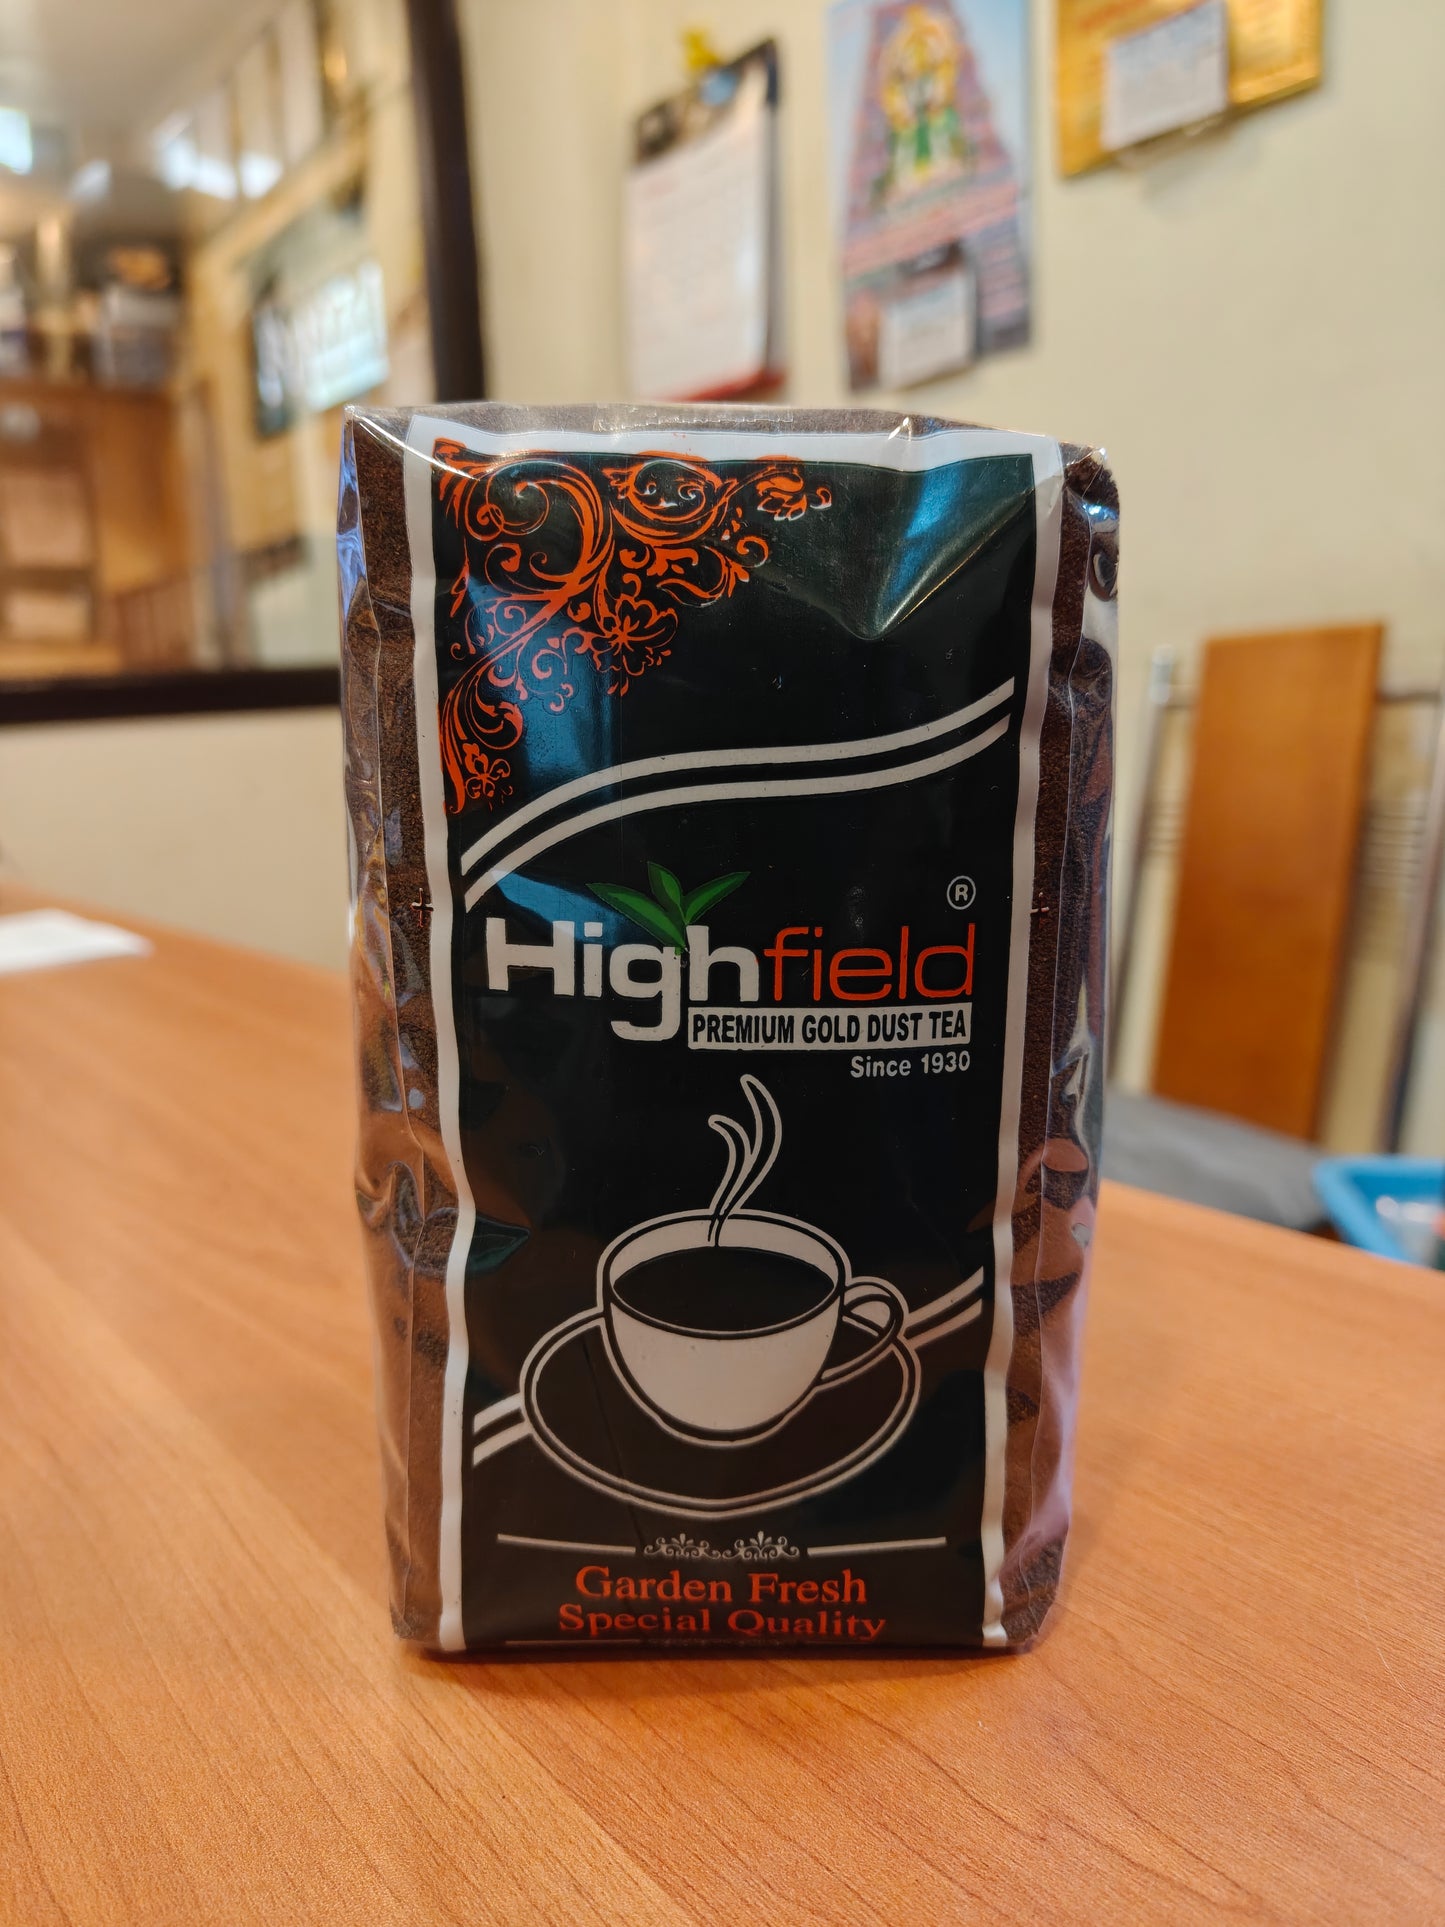 ®
Highfield
PREMIUM GOLD DUST TEA
Since 1930
Garden Fresh
Special Quality